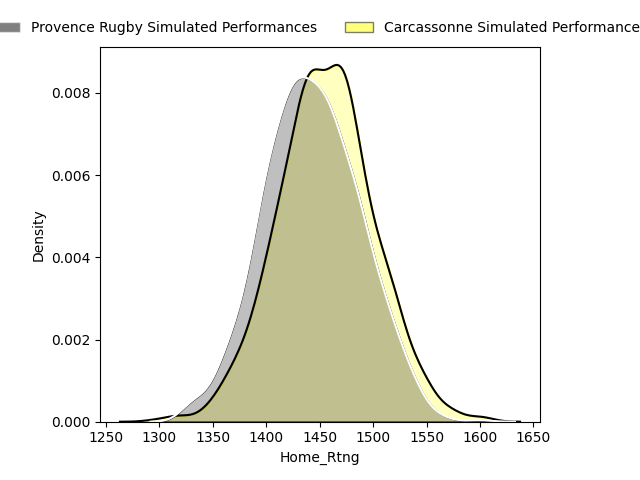 Provence Rugby Simulated Performances
Carcassonne Simulated Performance
0.008
0.006
0.004
0.002
0.000
Density
1250 1300 1350 1400 1450 1500 1550 1600 1650
Home_Rtng